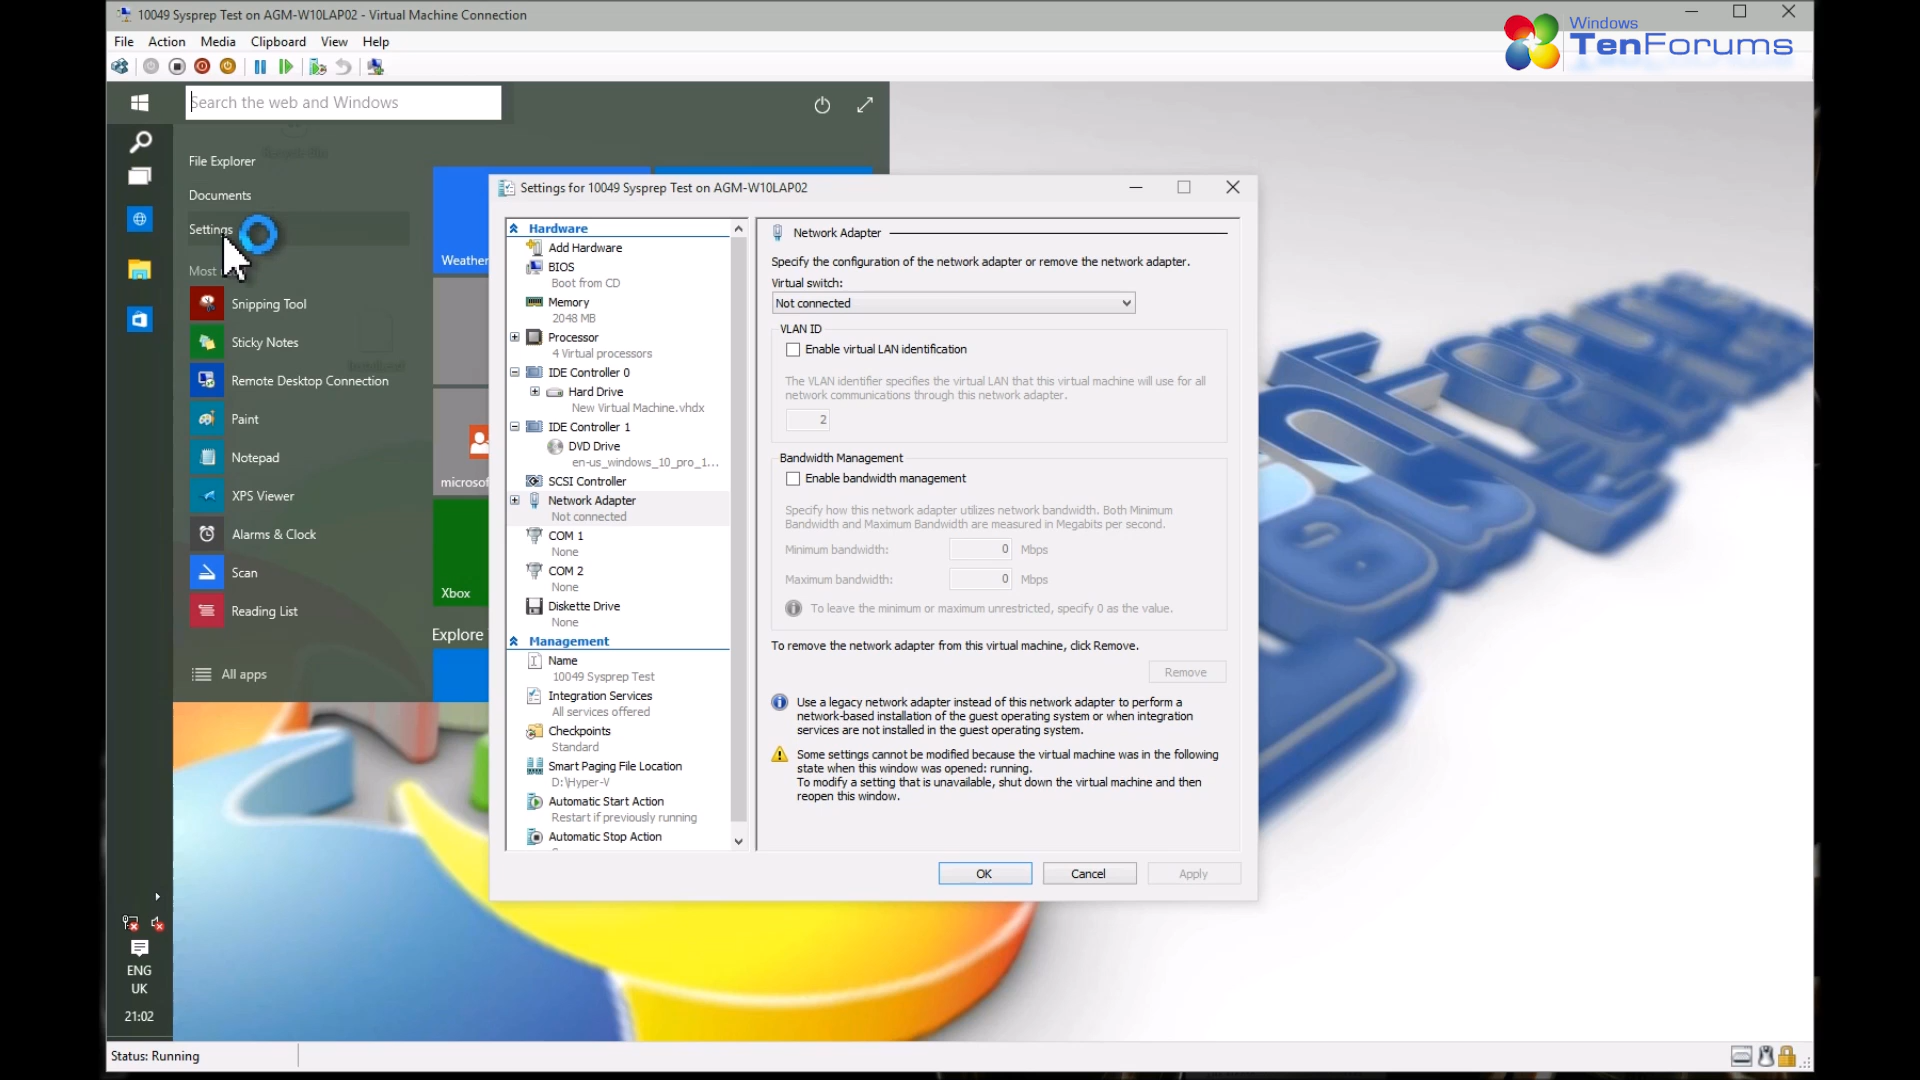 10049 Sysprep Test on AGM-W10LAP02 - Virtual Machine Connection
Windows
TenForums
File Action Media Clipboard View Help
Search the web and Windows
File Explorer
Documents
Settings
Most
Snipping Tool
Sticky Notes
Remote Desktop Connection
Paint
Notepad
XPS Viewer
Alarms & Clock
Scan
Reading List
All apps
Weather
microsof
Xbox
Explore
Settings for 10049 Sysprep Test on AGM-W10LAP02
Hardware
Add Hardware
BIOS
Boot from CD
Memory
2048 MB
Processor
4 Virtual processors
IDE Controller 0
Hard Drive
New Virtual Machine.vhdx
IDE Controller 1
DVD Drive
en-us_windows_10_pro_1...
SCSI Controller
Network Adapter
Not connected
COM 1
None
COM 2
None
Diskette Drive
None
Management
Name
10049 Sysprep Test
Integration Services
All services offered
Checkpoints
Standard
Smart Paging File Location
D:\Hyper-V
Automatic Start Action
Restart if previously running
Automatic Stop Action
Network Adapter
Specify the configuration of the network adapter or remove the network adapter.
Virtual switch:
Not connected
VLAN ID
Enable virtual LAN identification
The VLAN identifier specifies the virtual LAN that this virtual machine will use for all
network communications through this network adapter.
2
Bandwidth Management
Enable bandwidth management
Specify how this network adapter utilizes network bandwidth. Both Minimum
Bandwidth and Maximum Bandwidth are measured in Megabits per second.
Minimum bandwidth: 0 Mbps
Maximum bandwidth: 0 Mbps
To leave the minimum or maximum unrestricted, specify 0 as the value.
To remove the network adapter from this virtual machine, click Remove.
Remove
Use a legacy network adapter instead of this network adapter to perform a
network-based installation of the guest operating system or when integration
services are not installed in the guest operating system.
Some settings cannot be modified because the virtual machine was in the following
state when this window was opened: running.
To modify a setting that is unavailable, shut down the virtual machine and then
reopen this window.
OK Cancel Apply
ENG
UK
21:02
Status: Running